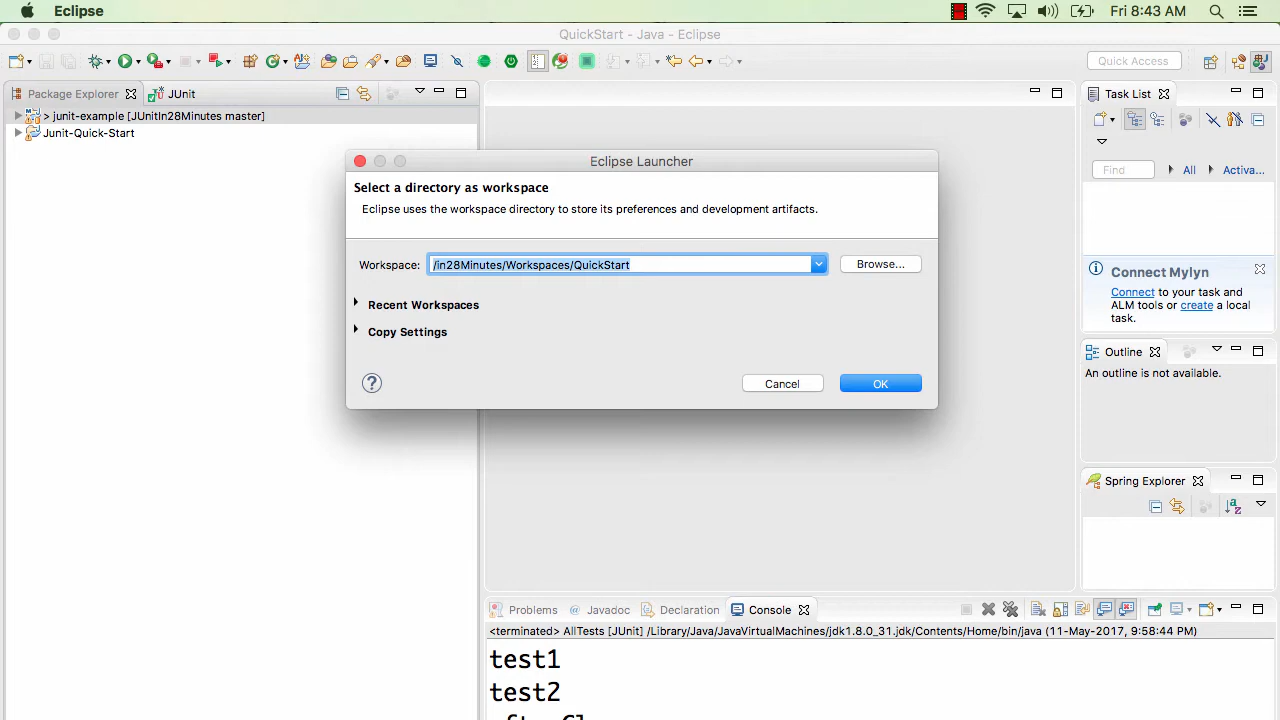 Eclipse
Fri 8:43 AM
QuickStart - Java - Eclipse
Quick Access
Package Explorer
JUnit
Task List
> junit-example [JUnitIn28Minutes master]
Junit-Quick-Start
Find
All
Activa...
Eclipse Launcher
Select a directory as workspace
Eclipse uses the workspace directory to store its preferences and development artifacts.
Workspace:
/in28Minutes/Workspaces/QuickStart
Browse...
Recent Workspaces
Copy Settings
?
Cancel
OK
Connect Mylyn
Connect to your task and
ALM tools or create a local
task.
Outline
An outline is not available.
Spring Explorer
Problems
@ Javadoc
Declaration
Console
<terminated> AllTests [JUnit] /Library/Java/JavaVirtualMachines/jdk1.8.0_31.jdk/Contents/Home/bin/java (11-May-2017, 9:58:44 PM)
test1
test2